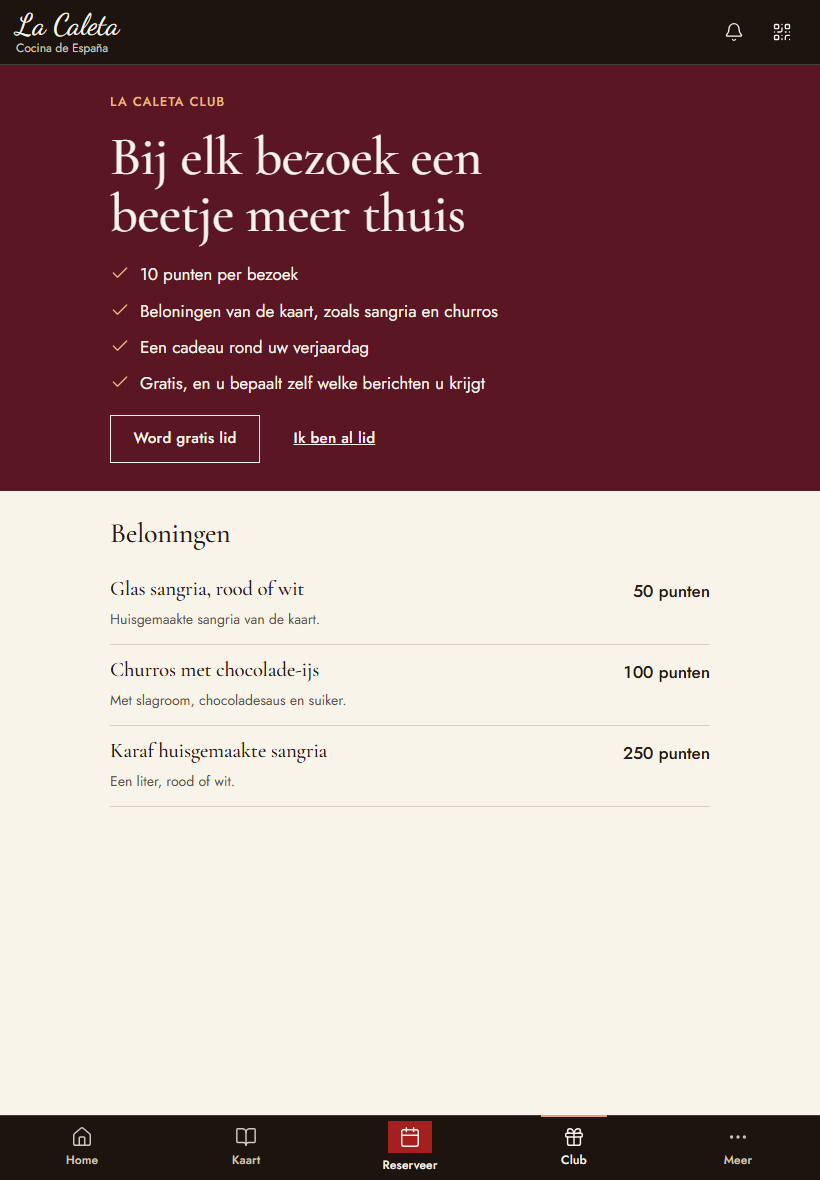 La Caleta
Cocina de España
LA CALETA CLUB
Bij elk bezoek een
beetje meer thuis
10 punten per bezoek
Beloningen van de kaart, zoals sangria en churros
Een cadeau rond uw verjaardag
Gratis, en u bepaalt zelf welke berichten u krijgt
Word gratis lid
Ik ben al lid
Beloningen
Glas sangria, rood of wit
50 punten
Huisgemaakte sangria van de kaart.
Churros met chocolade-ijs
100 punten
Met slagroom, chocoladesaus en suiker.
Karaf huisgemaakte sangria
250 punten
Een liter, rood of wit.
Home
Kaart
Reserveer
Club
Meer